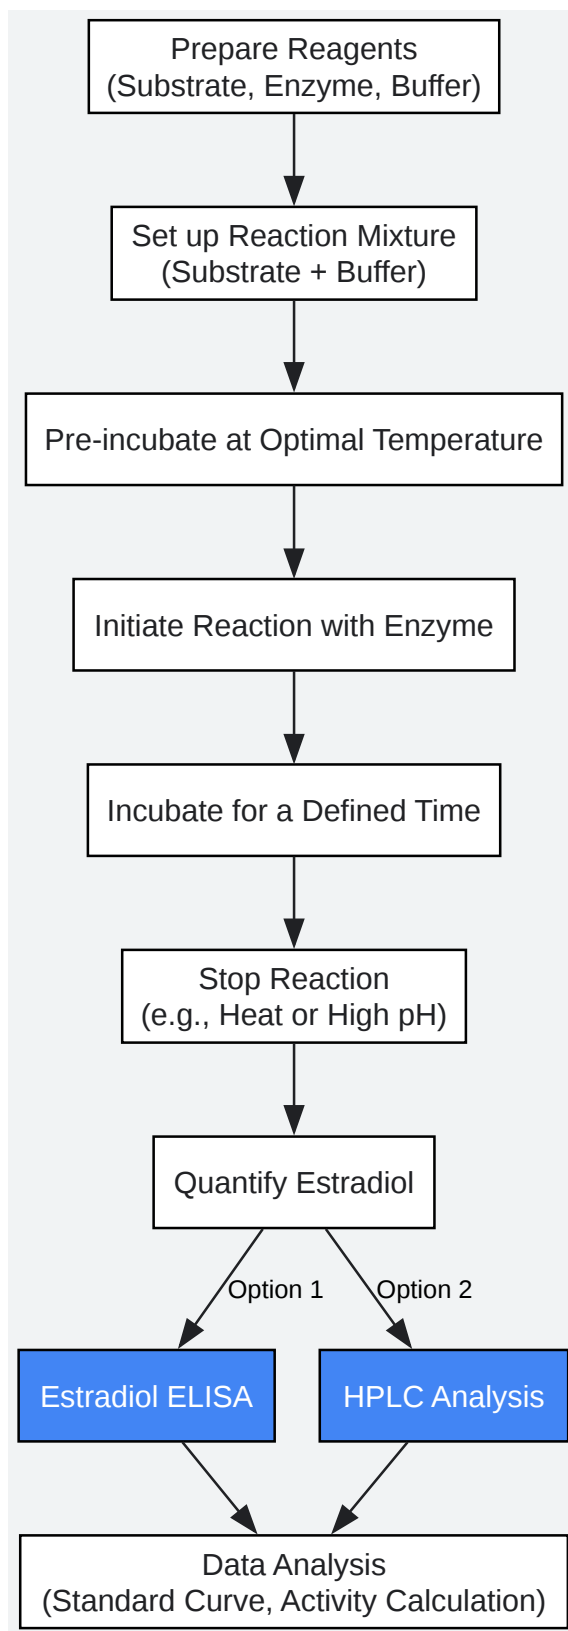 Prepare Reagents
(Substrate, Enzyme, Buffer)
Set up Reaction Mixture
(Substrate + Buffer)
Pre-incubate at Optimal Temperature
Initiate Reaction with Enzyme
Incubate for a Defined Time
Stop Reaction
(e.g., Heat or High pH)
Quantify Estradiol
Option 1
Option 2
Estradiol ELISA
HPLC Analysis
Data Analysis
(Standard Curve, Activity Calculation)